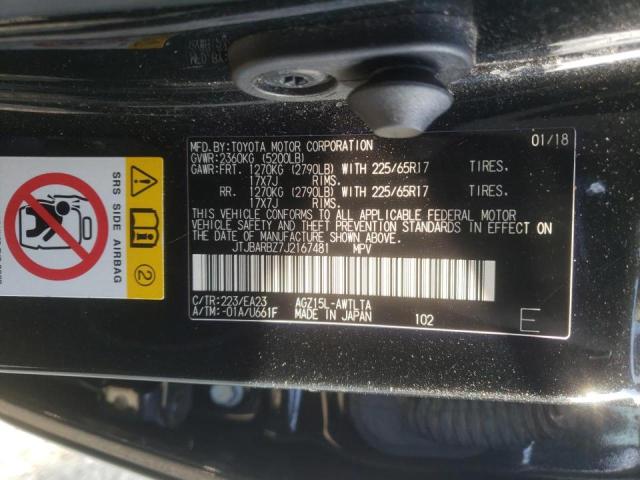 MFD.BY:TOYOTA MOTOR CORPORATION 01/18
GVWR:2360KG (5200LB)
GAWR:FRT. 1270KG (2790LB) WITH 225/65R17 TIRES.
17X7J RIMS.
RR. 1270KG (2790LB) WITH 225/65R17 TIRES.
17X7J RIMS.
THIS VEHICLE CONFORMS TO ALL APPLICABLE FEDERAL MOTOR
VEHICLE SAFETY AND THEFT PREVENTION STANDARDS IN EFFECT ON
THE DATE OF MANUFACTURE SHOWN ABOVE.
JTJBARBZ7J2167481 MPV
C/TR:223/EA23 AGZ15L-AWTLTA
A/TM:-01A/U661F MADE IN JAPAN 102 E
SRS SIDE AIRBAG
2